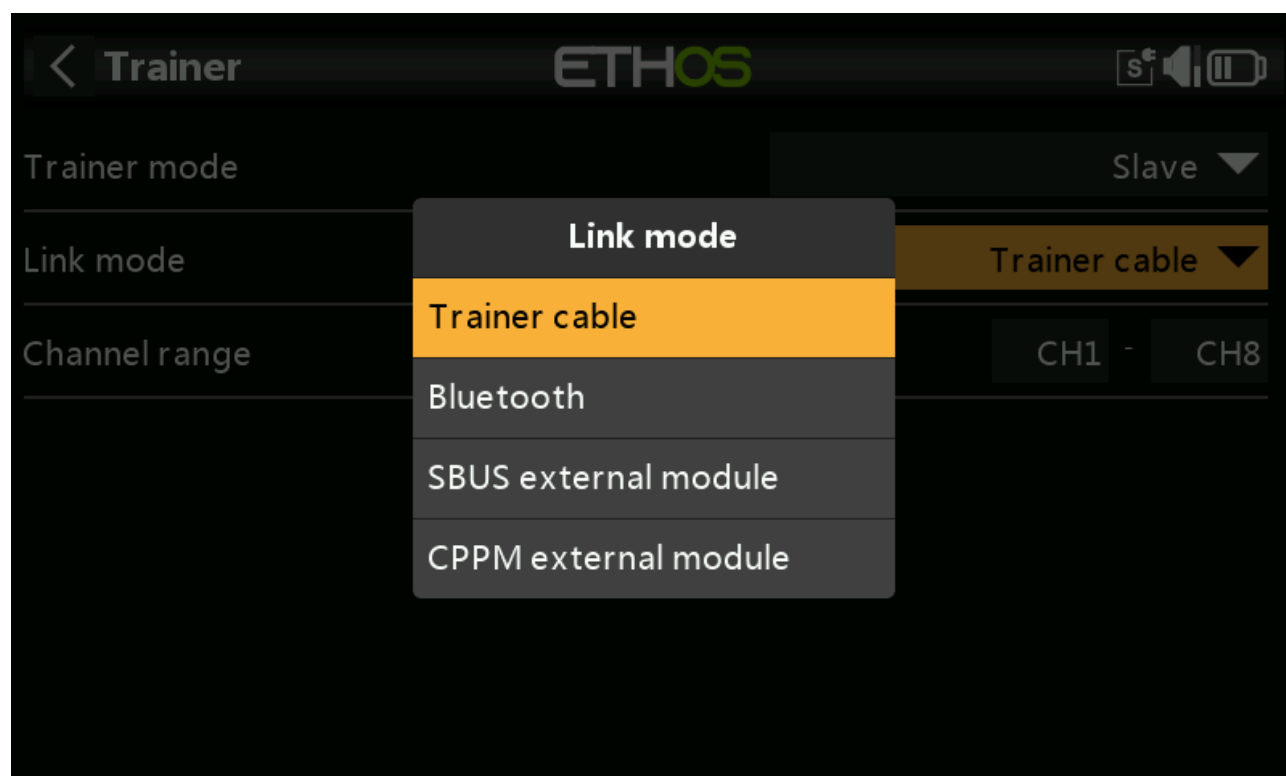 Trainer
ETHOS
S
Trainer mode
Slave
Link mode
Link mode
Trainer cable
Trainer cable
Bluetooth
SBUS external module
CPPM external module
Channel range
CH1 - CH8